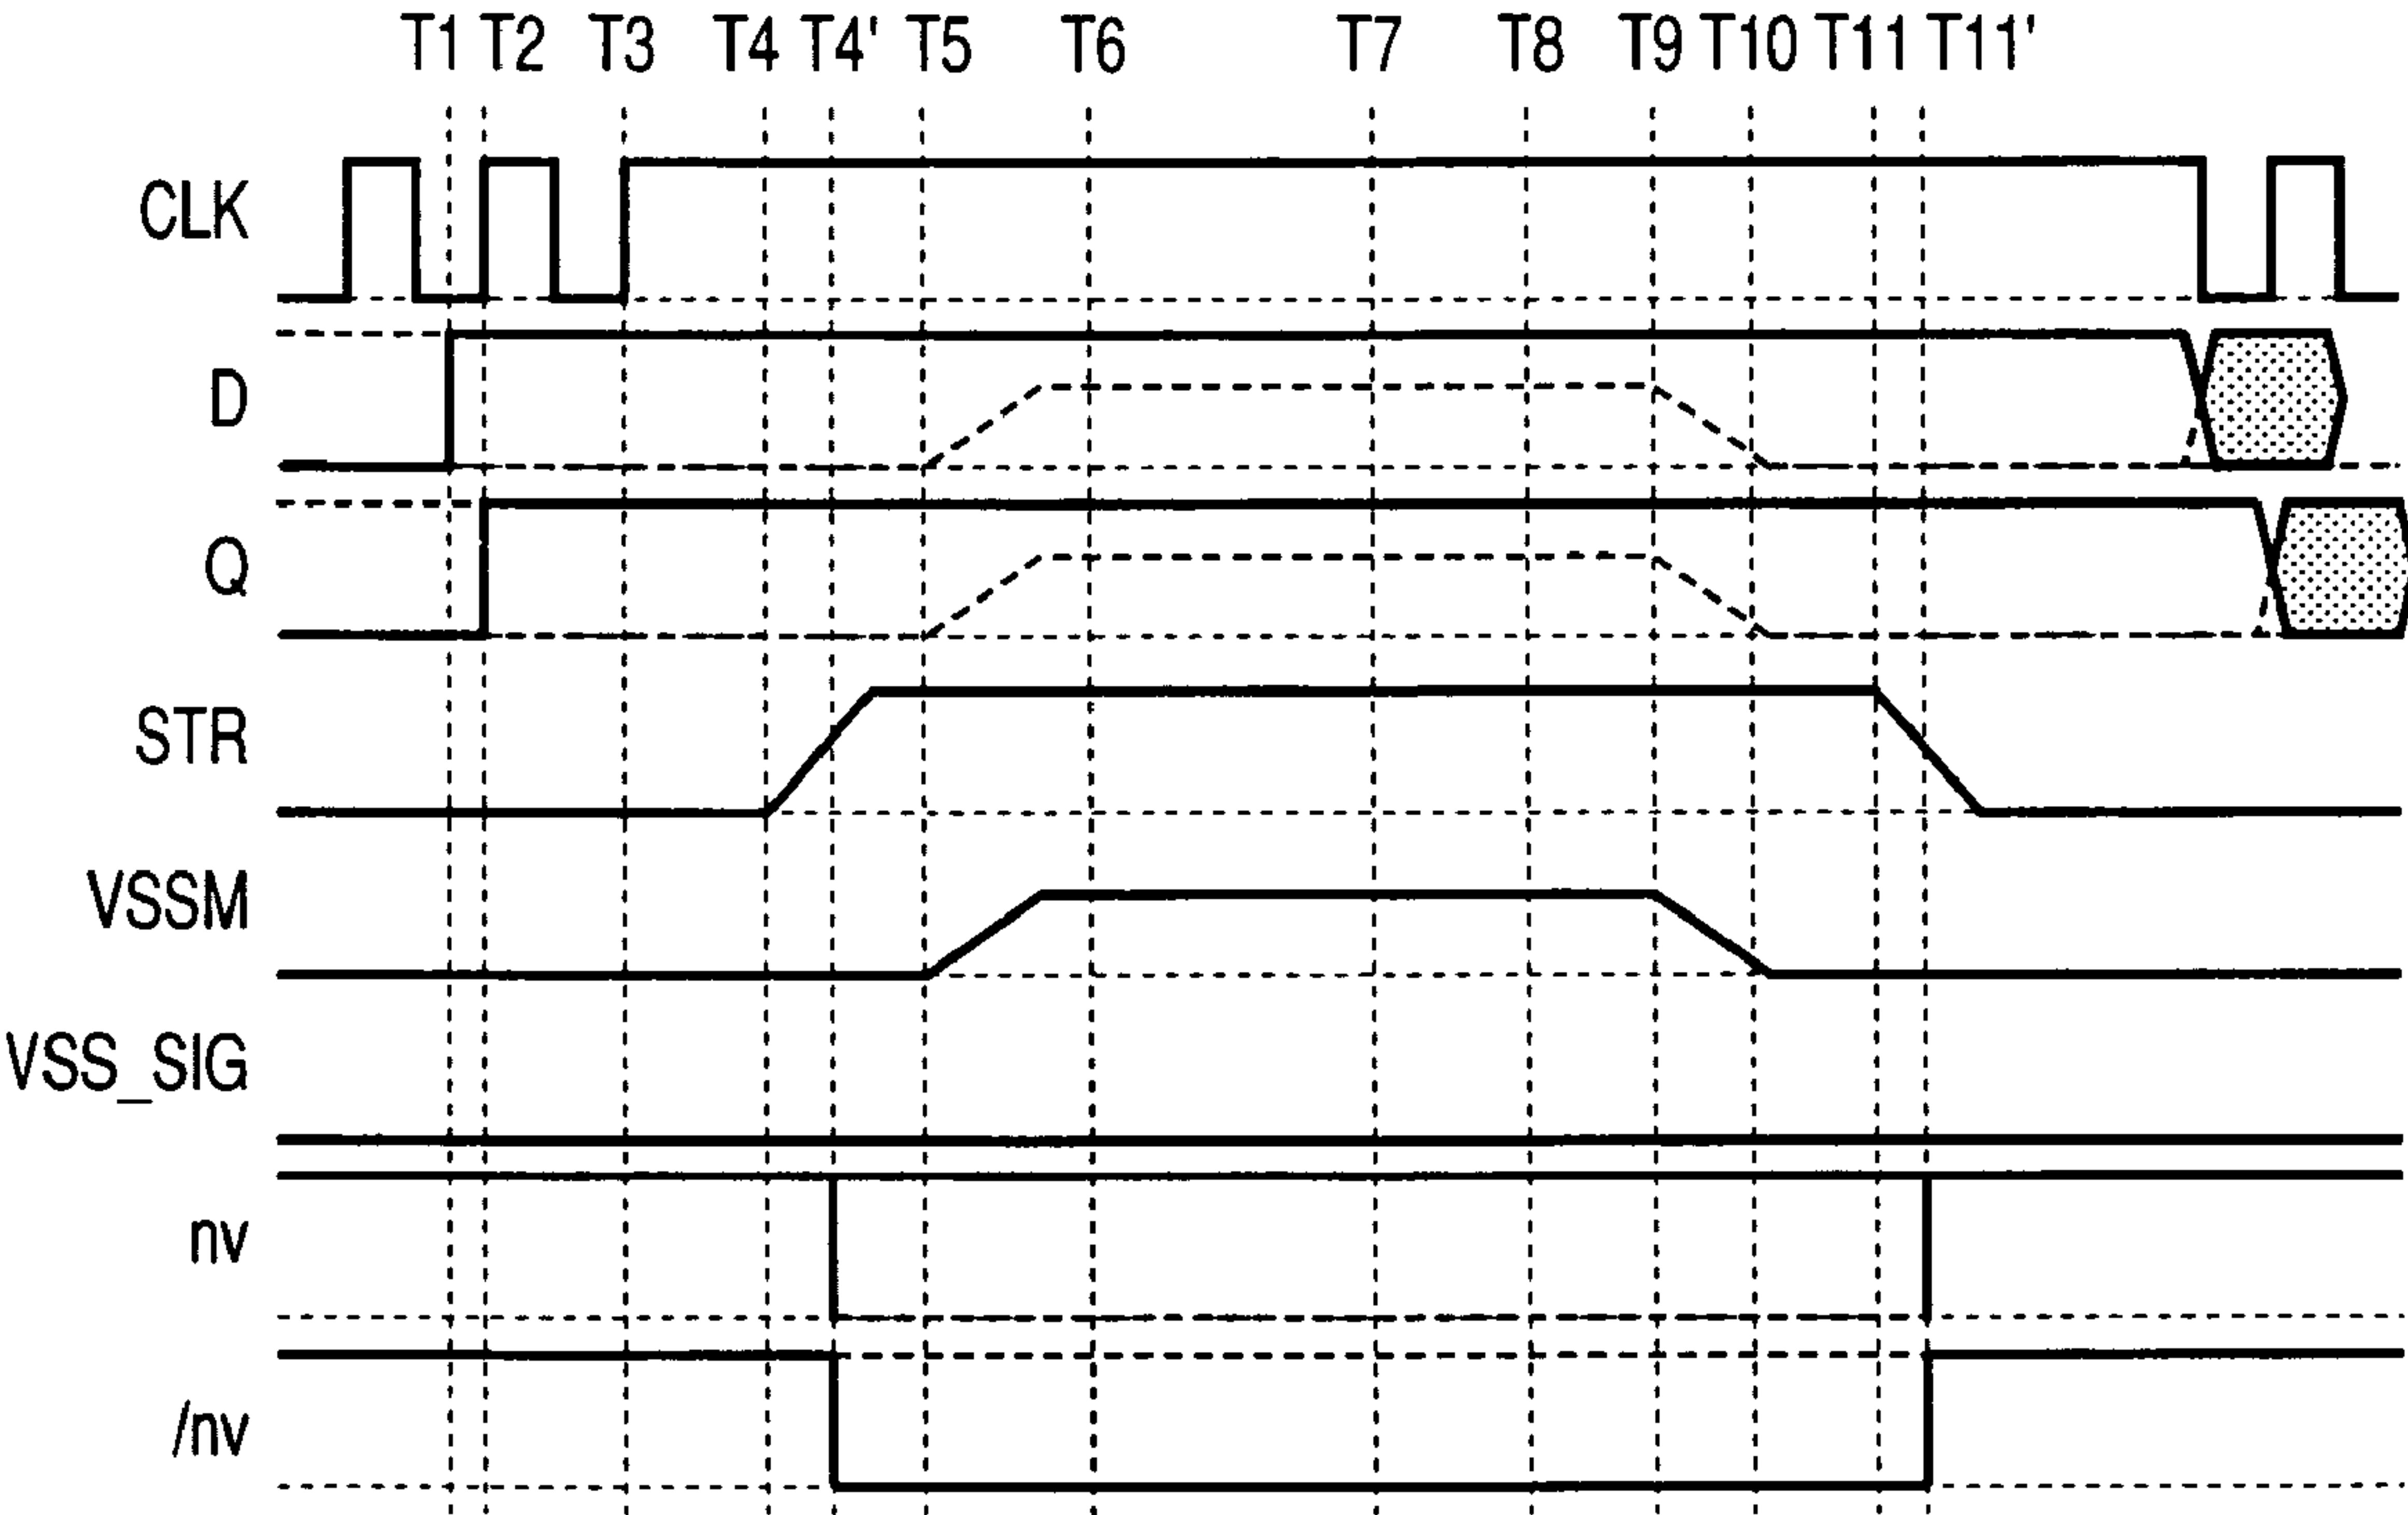 T1 T2 T3 T4 T4' T5 T6 T7 T8 T9 T10 T11 T11'
CLK
D
Q
STR
VSSM
VSS_SIG
nv
/nv